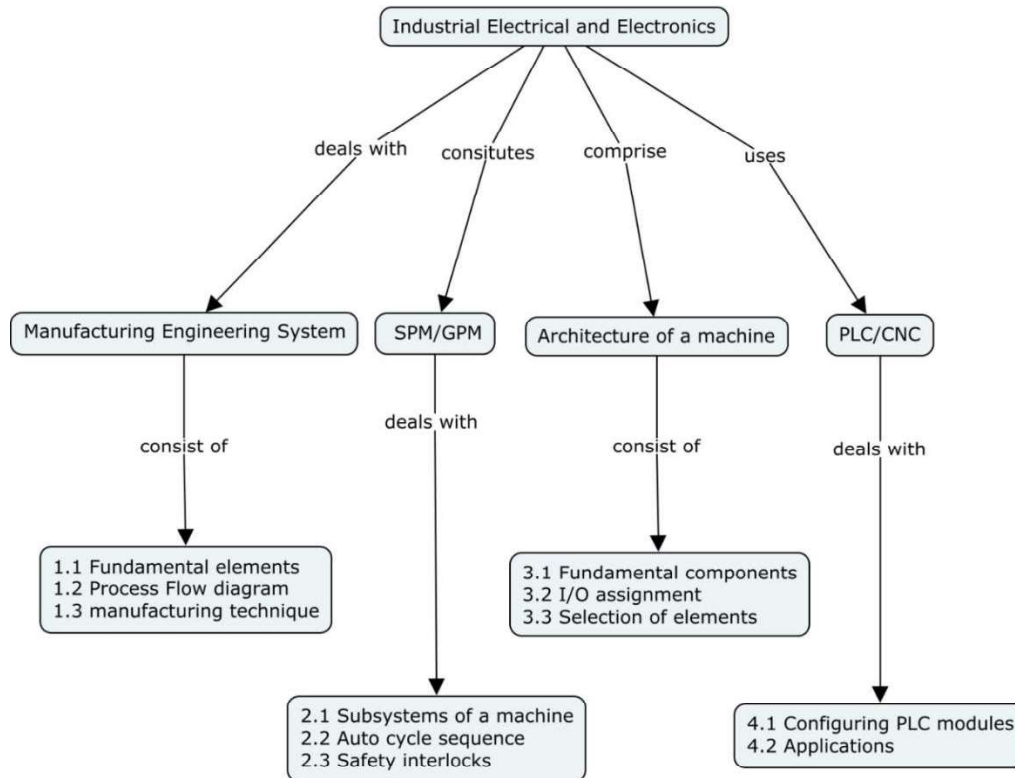 Industrial Electrical and Electronics
deals with
consitutes
comprise
uses
Manufacturing Engineering System
SPM/GPM
Architecture of a machine
PLC/CNC
consist of
deals with
consist of
deals with
1.1 Fundamental elements
1.2 Process Flow diagram
1.3 manufacturing technique
3.1 Fundamental components
3.2 I/O assignment
3.3 Selection of elements
2.1 Subsystems of a machine
2.2 Auto cycle sequence
2.3 Safety interlocks
4.1 Configuring PLC modules
4.2 Applications